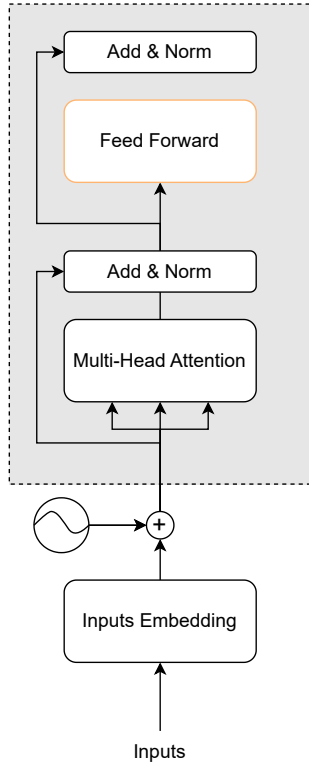 Add & Norm
Feed Forward
Add & Norm
Multi-Head Attention
+
Inputs Embedding
Inputs